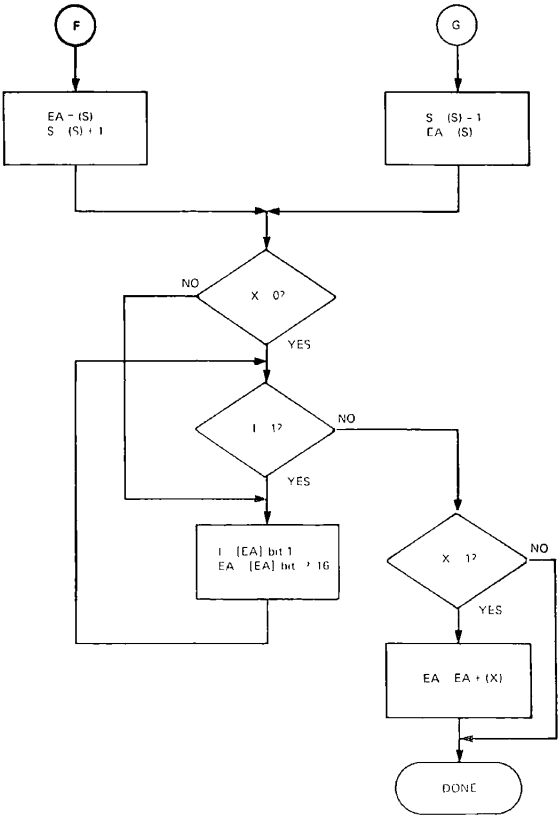 F
G
EA = (S)
S (S) + 1
S (S) - 1
EA (S)
NO
X 0?
YES
I 1?
NO
YES
I [EA] bit 1
EA [EA] bit 16
X 1?
NO
YES
EA EA + (X)
DONE